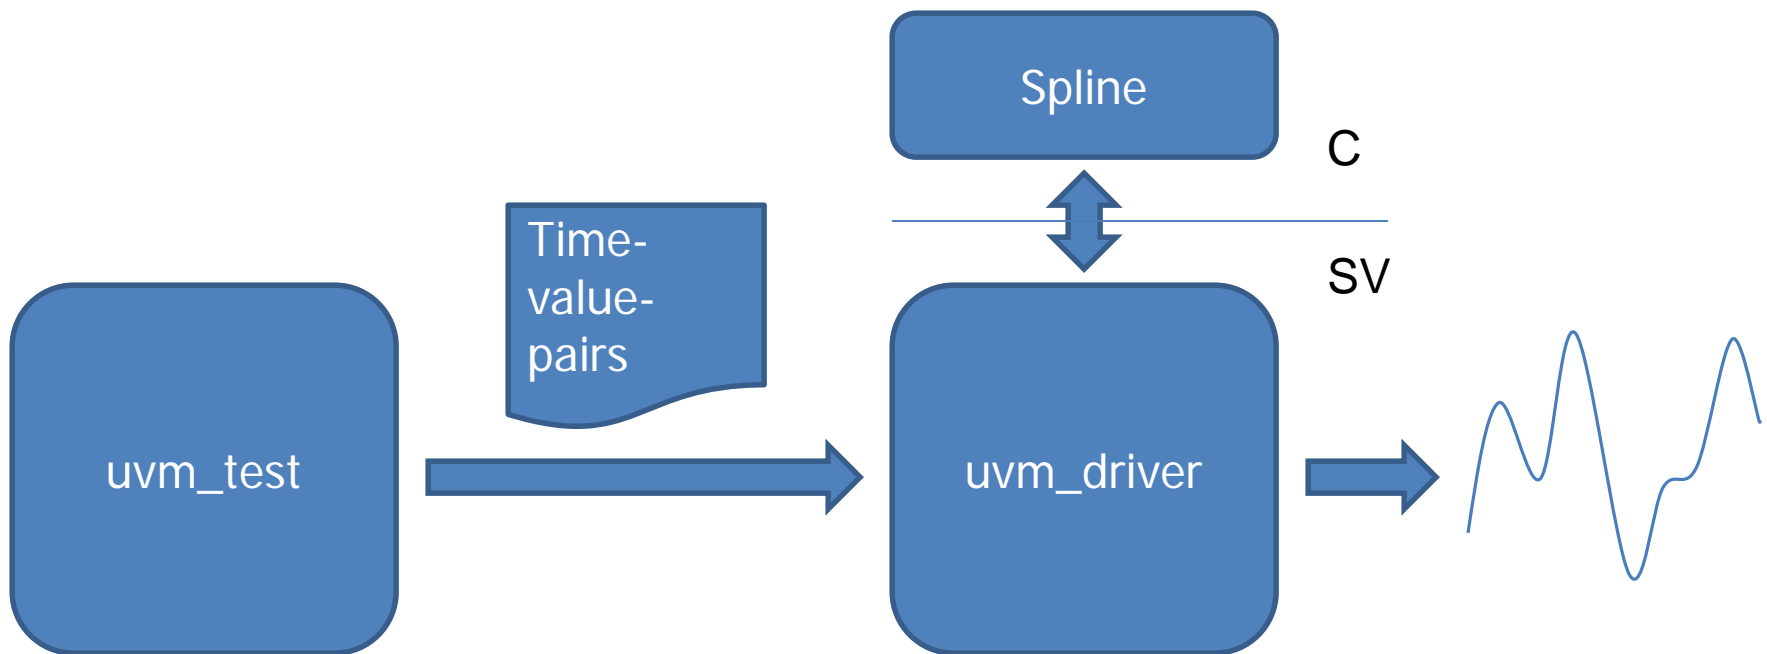 Spline
C
Time-
value-
pairs
SV
uvm_test
uvm_driver